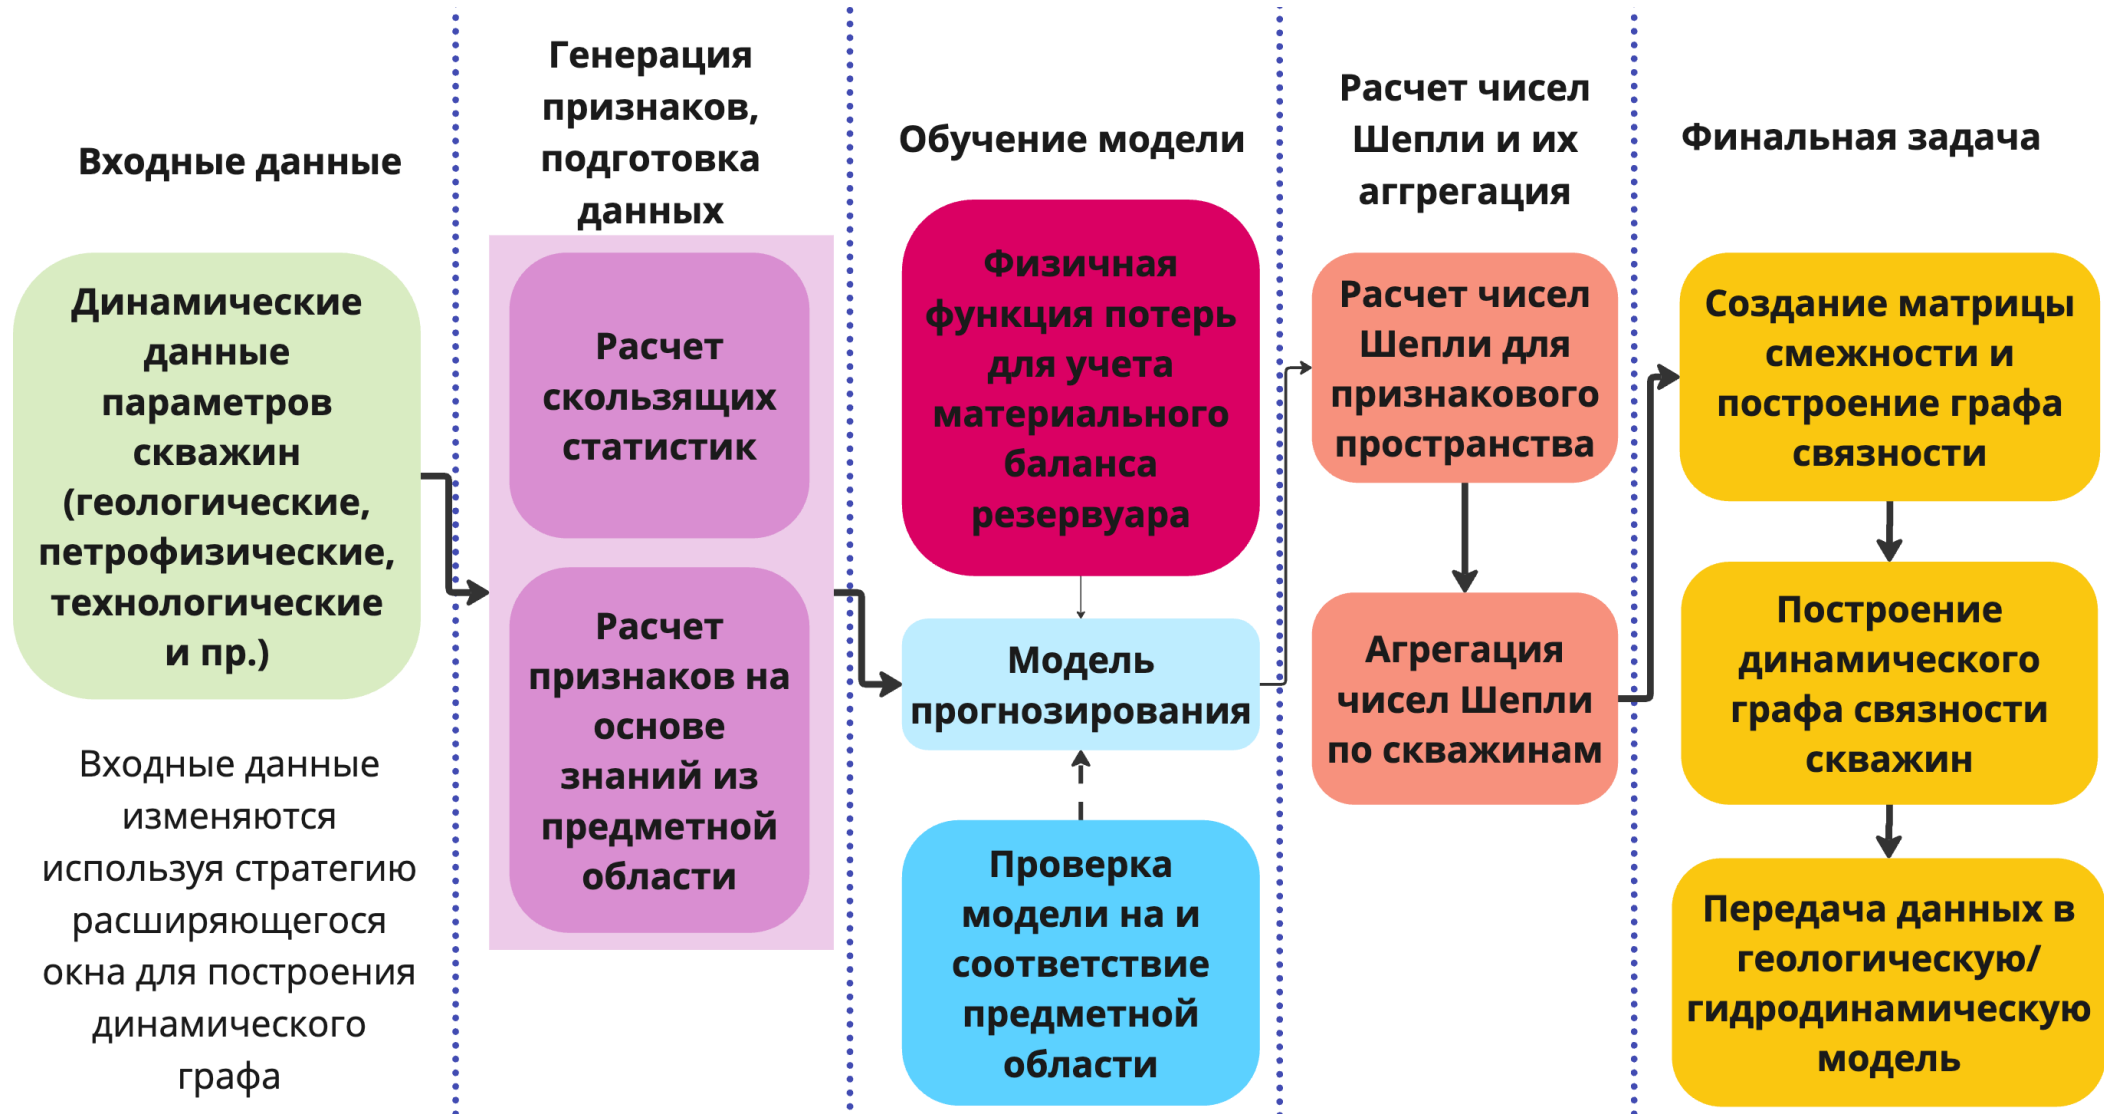 Входные данные
Динамические
данные
параметров
скважин
(геологические,
петрофизические,
технологические
и пр.)
Входные данные
изменяются
используя стратегию
расширяющегося
окна для построения
динамического
графа
Генерация
признаков,
подготовка
данных
Расчет
скользящих
статистик
Расчет
признаков на
основе
знаний из
предметной
области
Обучение модели
Физичная
функция потерь
для учета
материального
баланса
резервуара
Модель
прогнозирования
Проверка
модели на и
соответствие
предметной
области
Расчет чисел
Шепли и их
аггрегация
Расчет чисел
Шепли для
признакового
пространства
Агрегация
чисел Шепли
по скважинам
Финальная задача
Создание матрицы
смежности и
построение графа
связности
Построение
динамического
графа связности
скважин
Передача данных в
геологическую/
гидродинамическую
модель